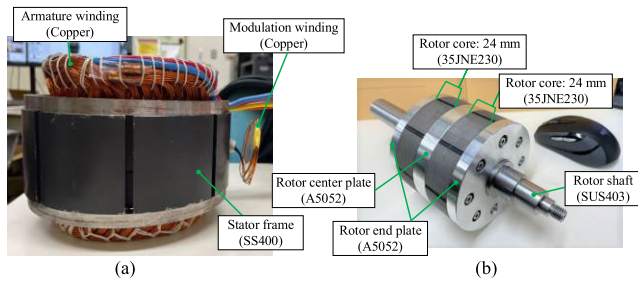 Armature winding
(Copper)
Modulation winding
(Copper)
Stator frame
(SS400)
(a)
Rotor core: 24 mm
(35JNE230)
Rotor core: 24 mm
(35JNE230)
Rotor center plate
(A5052)
Rotor end plate
(A5052)
Rotor shaft
(SUS403)
(b)